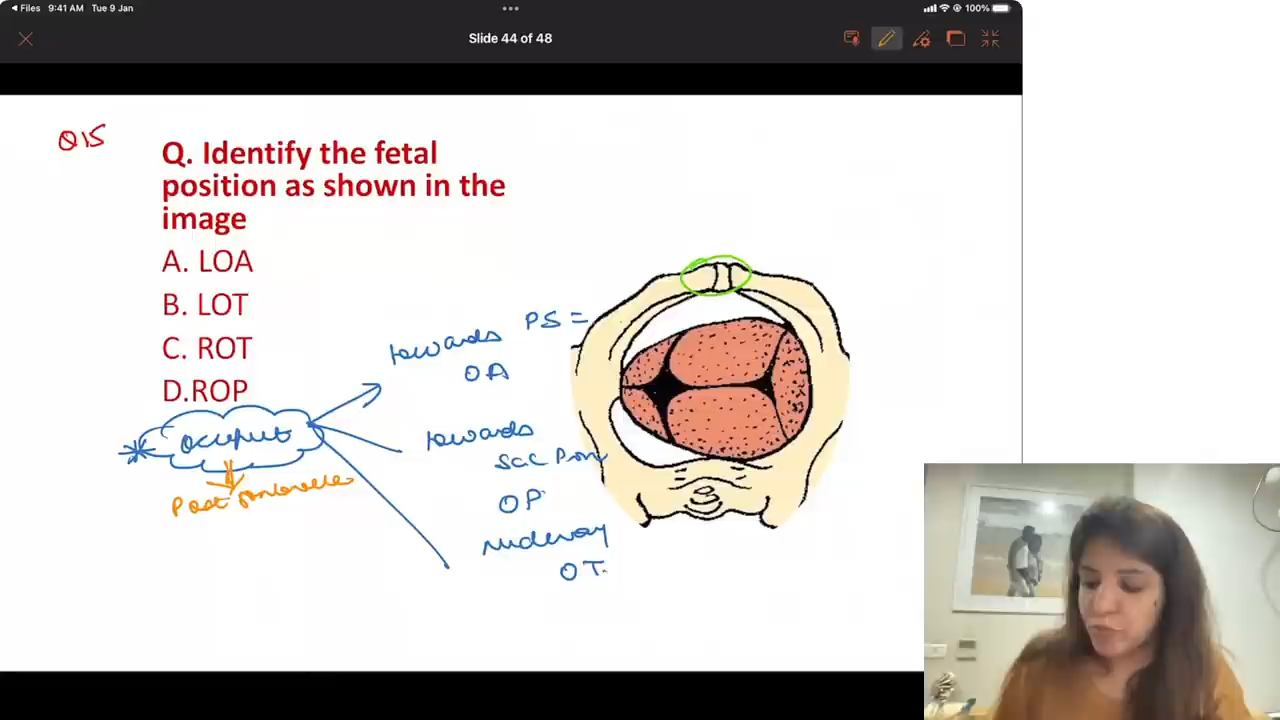 Files 9:41 AM Tue 9 Jan
100%
Slide 44 of 48
Q15
Q. Identify the fetal
position as shown in the
image
A. LOA
B. LOT
C. ROT
D.ROP
towards PS =
OA
Occiput
towards
Sac Prom
OP
Post fontanelle
midway
OT